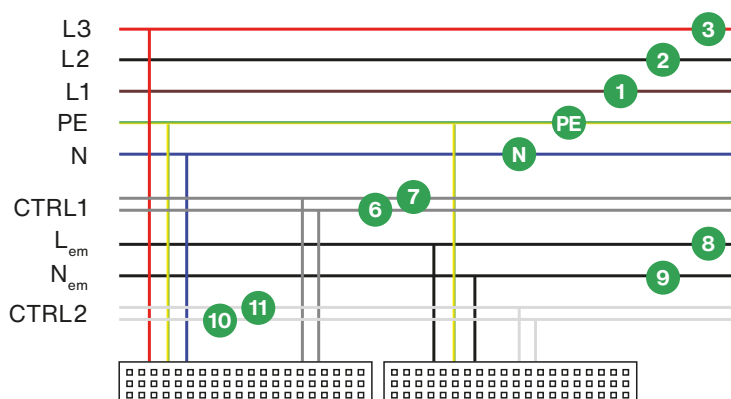 L3 3
L2 2
L1 1
PE PE
N N
CTRL1 6 7
Lem 8
Nem 9
CTRL2 10 11